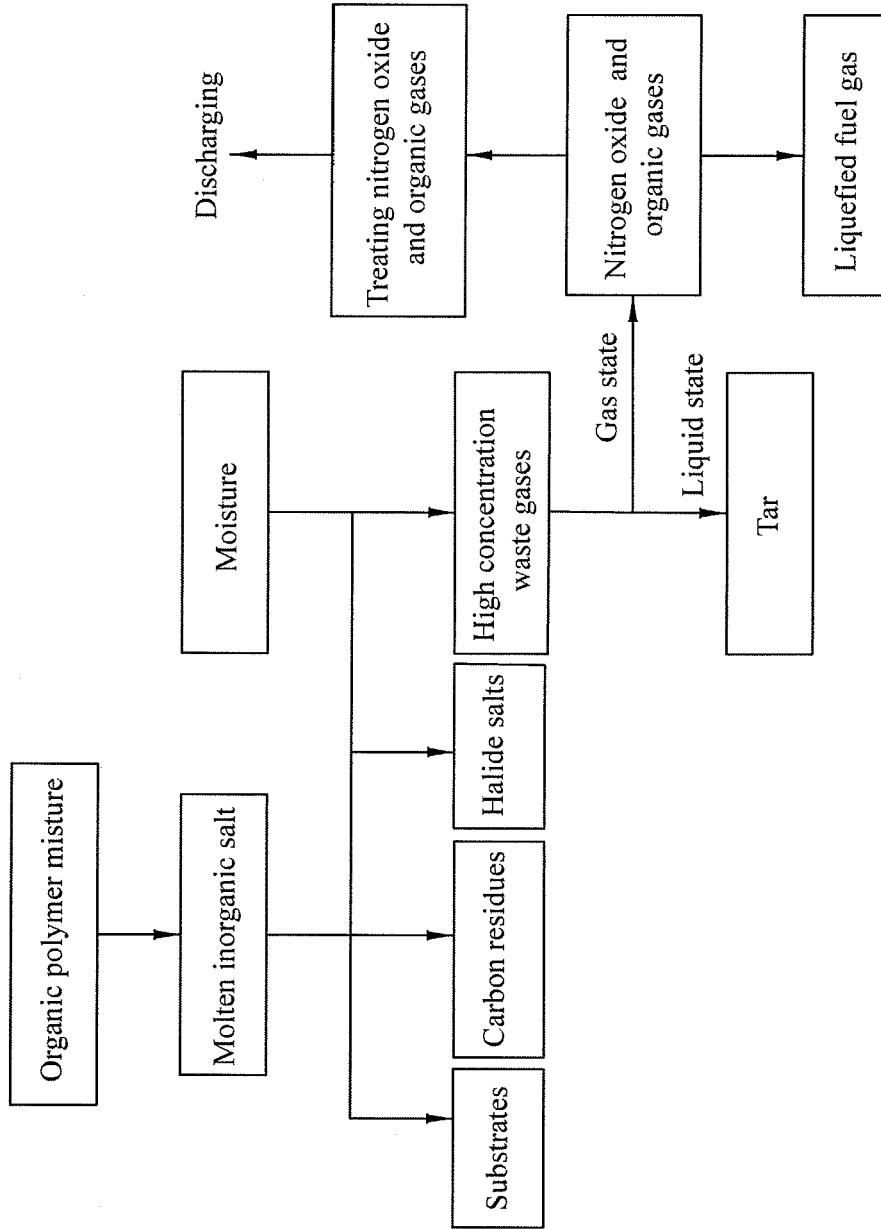 Organic polymer misture
Molten inorganic salt
Moisture
Substrates
Carbon residues
Halide salts
High concentration
waste gases
Gas state
Liquid state
Tar
Discharging
Treating nitrogen oxide
and organic gases
Nitrogen oxide and
organic gases
Liquefied fuel gas